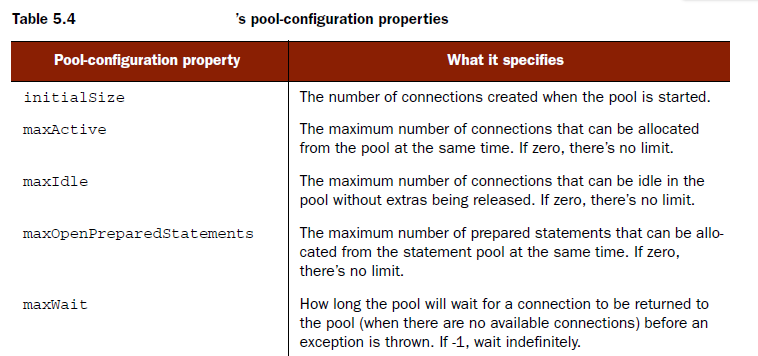 Table 5.4 ’s pool-configuration properties
Pool-configuration property What it specifies
initialSize The number of connections created when the pool is started.
maxActive The maximum number of connections that can be allocated
from the pool at the same time. If zero, there’s no limit.
maxIdle The maximum number of connections that can be idle in the
pool without extras being released. If zero, there’s no limit.
maxOpenPreparedStatements The maximum number of prepared statements that can be allo-
cated from the statement pool at the same time. If zero,
there’s no limit.
maxWait How long the pool will wait for a connection to be returned to
the pool (when there are no available connections) before an
exception is thrown. If -1, wait indefinitely.